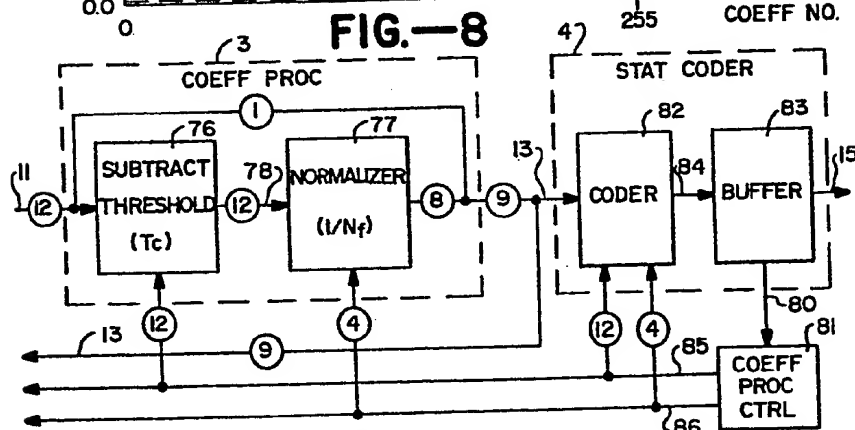 0.0
0.
255
COEFF NO.
FIG.—8
3
COEFF PROC
4
STAT CODER
1
76
77
82
83
11
12
SUBTRACT
THRESHOLD
(Tc)
12
78
NORMALIZER
(1/Nf)
8
9
13
CODER
84
BUFFER
15
12
4
12
4
80
81
13
9
85
86
COEFF
PROC
CTRL